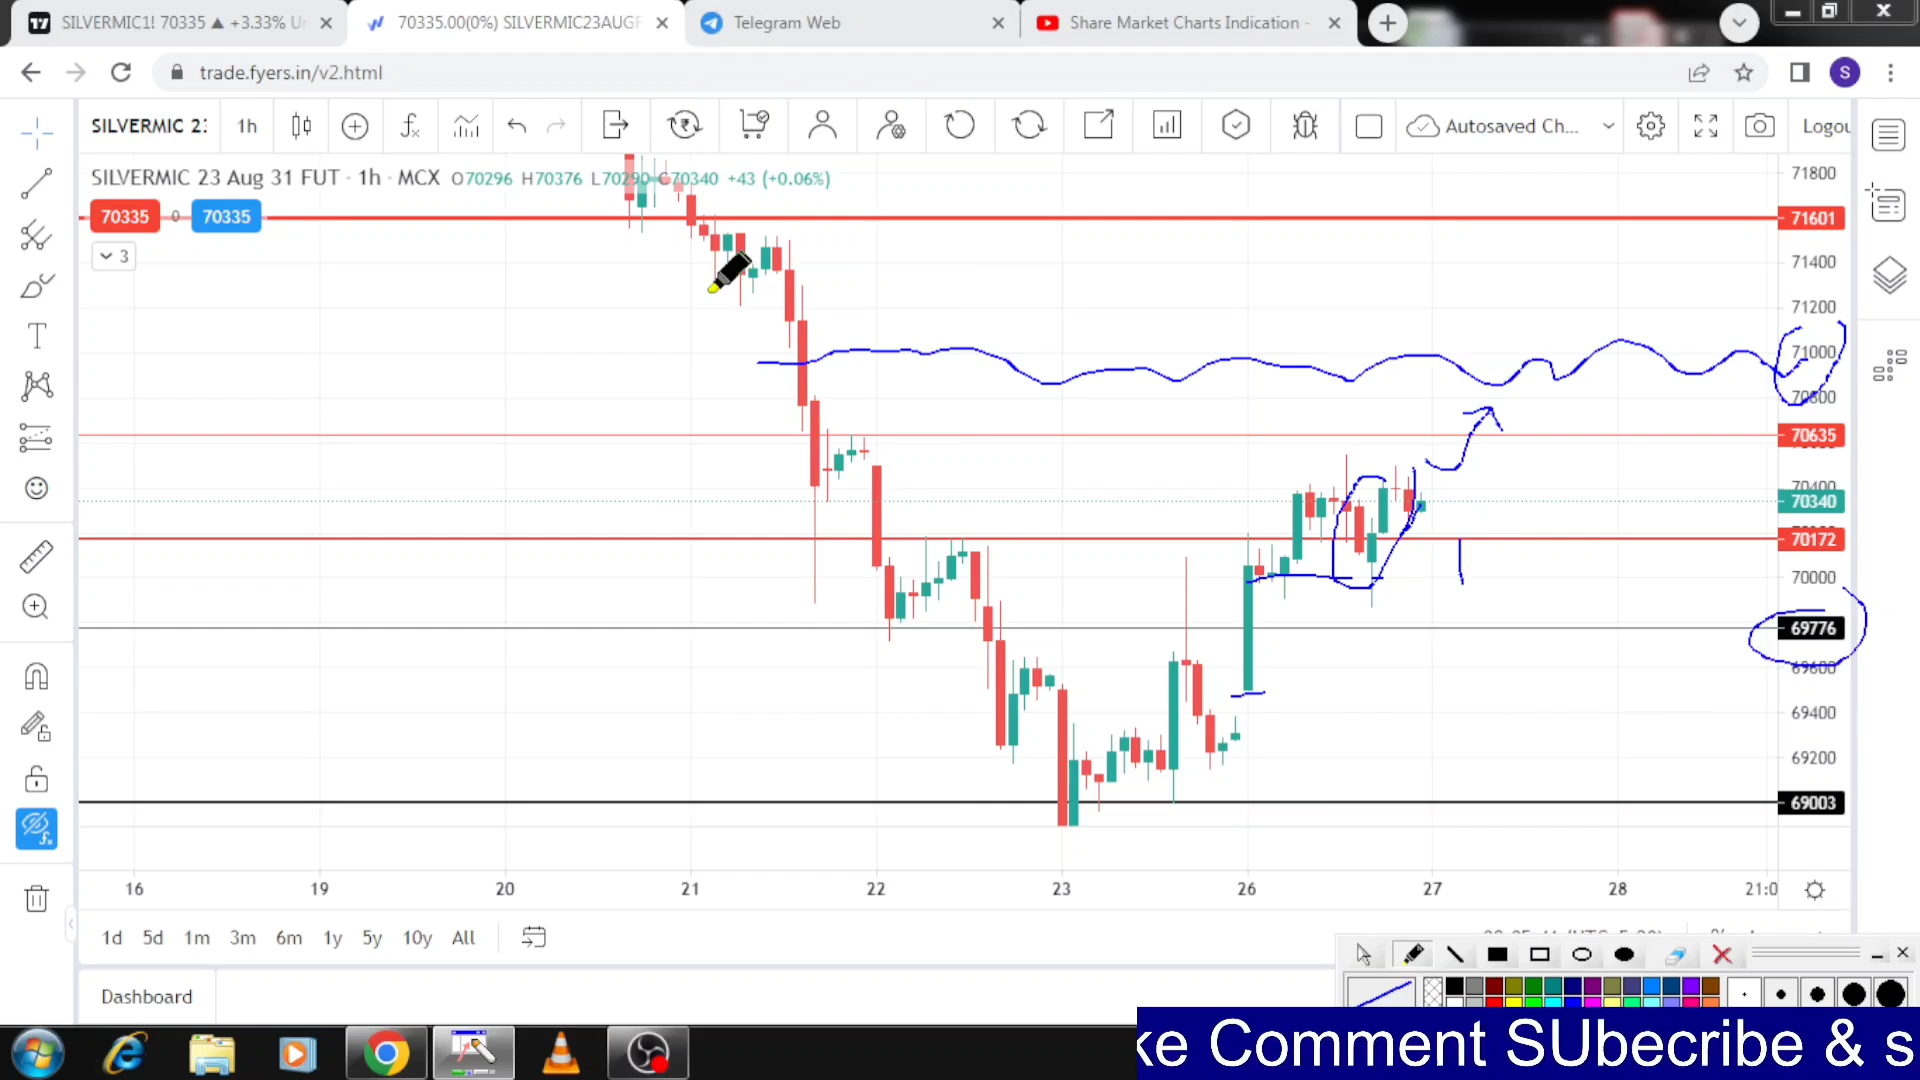 SILVERMIC1! 70335 ▲ +3.33% Un
70335.00(0%) SILVERMIC23AUGF
Telegram Web
Share Market Charts Indication -
trade.fyers.in/v2.html
S
SILVERMIC 23
1h
Autosaved Ch...
Logou
SILVERMIC 23 Aug 31 FUT · 1h · MCX O70296 H70376 L70290 C70340 +43 (+0.06%)
70335 0 70335
3
71800
71601
71400
71200
71000
70800
70635
70400
70340
70172
70000
69776
69600
69400
69200
69003
16 19 20 21 22 23 26 27 28 21:0
1d 5d 1m 3m 6m 1y 5y 10y All
Dashboard
ke Comment SUbecribe & s